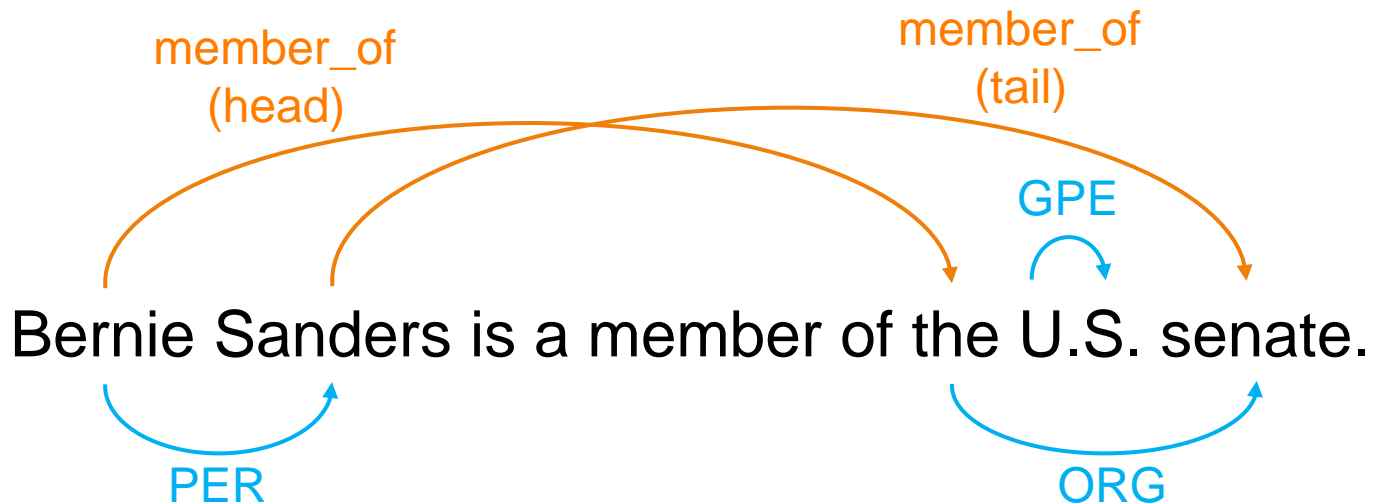 member_of
(head)
member_of
(tail)
GPE
Bernie Sanders is a member of the U.S. senate.
PER
ORG